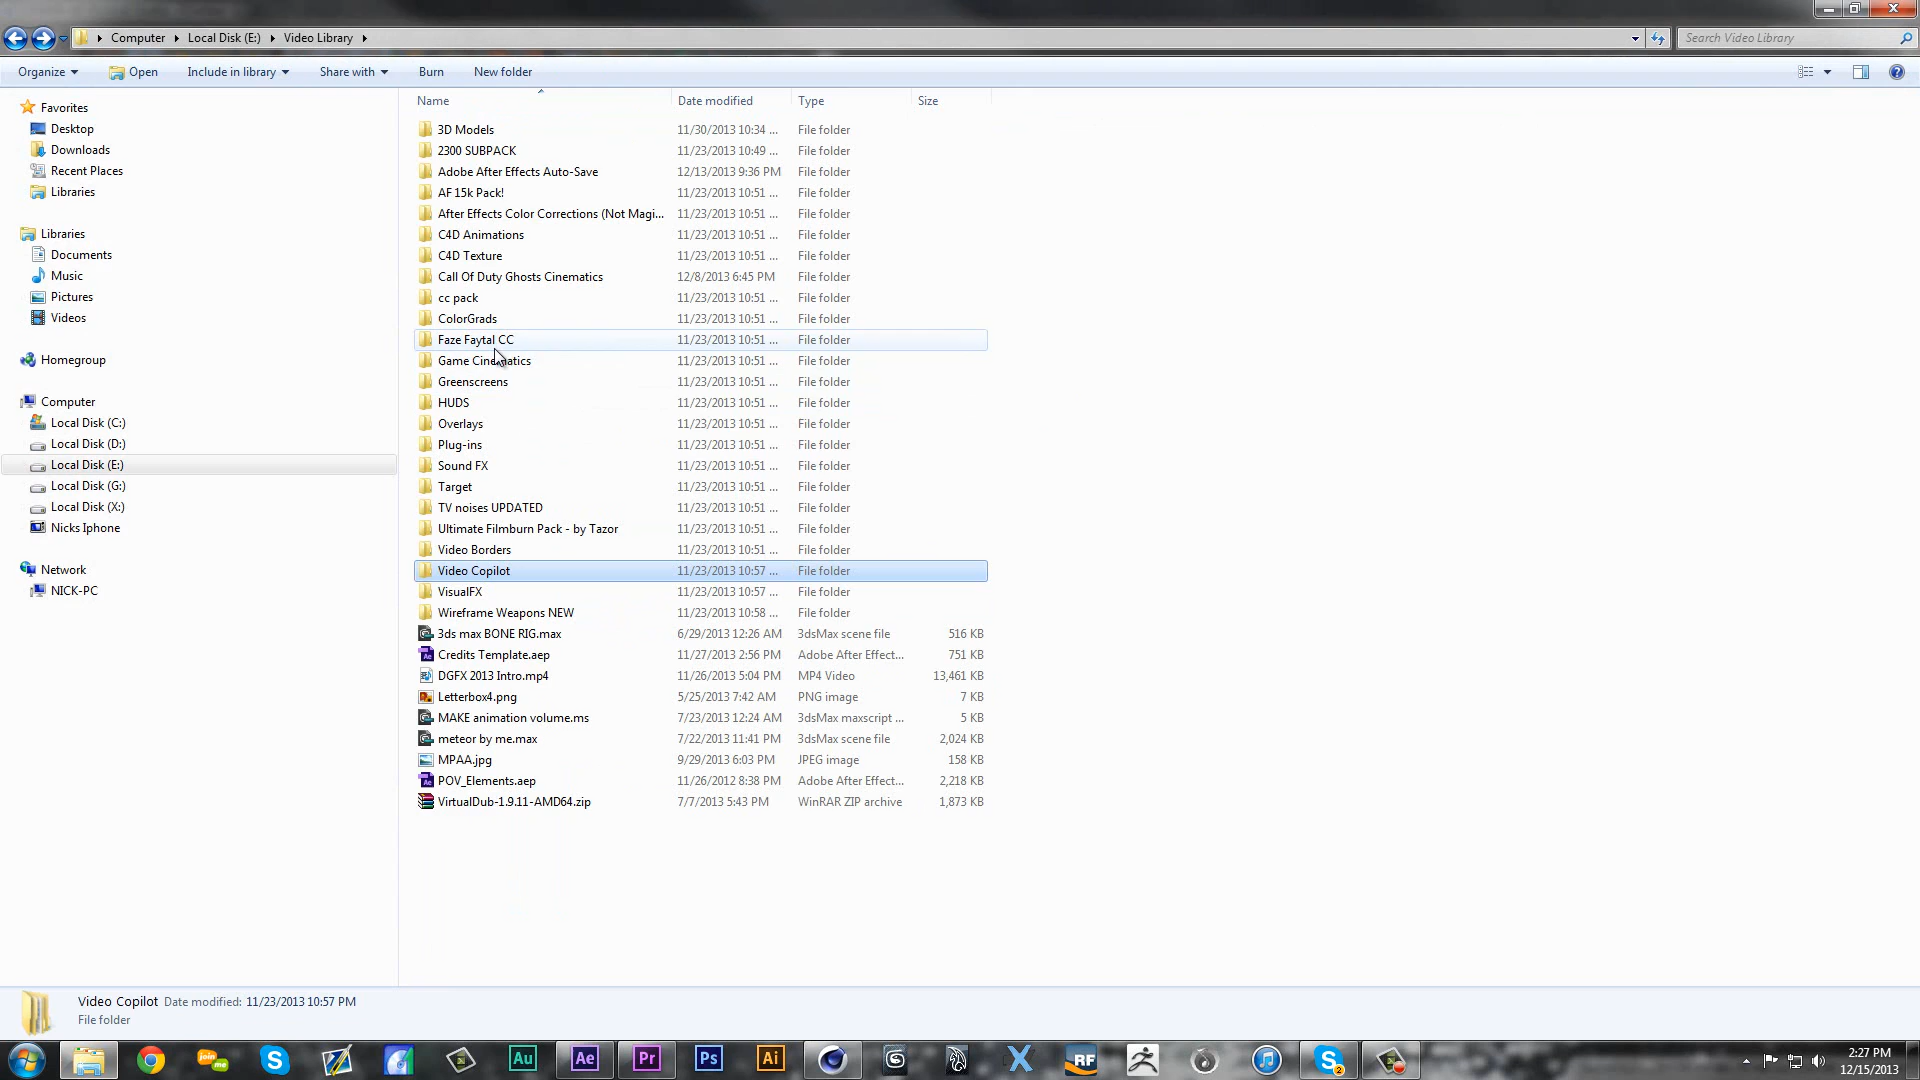 Computer Local Disk (E:) Video Library
Search Video Library
Organize Open Include in library Share with Burn New folder
Favorites
Desktop
Downloads
Recent Places
Libraries
Libraries
Documents
Music
Pictures
Videos
Homegroup
Computer
Local Disk (C:)
Local Disk (D:)
Local Disk (E:)
Local Disk (G:)
Local Disk (X:)
Nicks Iphone
Network
NICK-PC
Name Date modified Type Size
3D Models 11/30/2013 10:34 ... File folder
2300 SUBPACK 11/23/2013 10:49 ... File folder
Adobe After Effects Auto-Save 12/13/2013 9:36 PM File folder
AF 15k Pack! 11/23/2013 10:51 ... File folder
After Effects Color Corrections (Not Magi... 11/23/2013 10:51 ... File folder
C4D Animations 11/23/2013 10:51 ... File folder
C4D Texture 11/23/2013 10:51 ... File folder
Call Of Duty Ghosts Cinematics 12/8/2013 6:45 PM File folder
cc pack 11/23/2013 10:51 ... File folder
ColorGrads 11/23/2013 10:51 ... File folder
Faze Faytal CC 11/23/2013 10:51 ... File folder
Game Cinematics 11/23/2013 10:51 ... File folder
Greenscreens 11/23/2013 10:51 ... File folder
HUDS 11/23/2013 10:51 ... File folder
Overlays 11/23/2013 10:51 ... File folder
Plug-ins 11/23/2013 10:51 ... File folder
Sound FX 11/23/2013 10:51 ... File folder
Target 11/23/2013 10:51 ... File folder
TV noises UPDATED 11/23/2013 10:51 ... File folder
Ultimate Filmburn Pack - by Tazor 11/23/2013 10:51 ... File folder
Video Borders 11/23/2013 10:51 ... File folder
Video Copilot 11/23/2013 10:57 ... File folder
VisualFX 11/23/2013 10:57 ... File folder
Wireframe Weapons NEW 11/23/2013 10:58 ... File folder
3ds max BONE RIG.max 6/29/2013 12:26 AM 3dsMax scene file 516 KB
Credits Template.aep 11/27/2013 2:56 PM Adobe After Effect... 751 KB
DGFX 2013 Intro.mp4 11/26/2013 5:04 PM MP4 Video 13,461 KB
Letterbox4.png 5/25/2013 7:42 AM PNG image 7 KB
MAKE animation volume.ms 7/23/2013 12:24 AM 3dsMax maxscript ... 5 KB
meteor by me.max 7/22/2013 11:41 PM 3dsMax scene file 2,024 KB
MPAA.jpg 9/29/2013 6:03 PM JPEG image 158 KB
POV_Elements.aep 11/26/2012 8:38 PM Adobe After Effect... 2,218 KB
VirtualDub-1.9.11-AMD64.zip 7/7/2013 5:43 PM WinRAR ZIP archive 1,873 KB
Video Copilot Date modified: 11/23/2013 10:57 PM
File folder
join me S Au Ae Pr Ps Ai X RF S 2
2:27 PM
12/15/2013